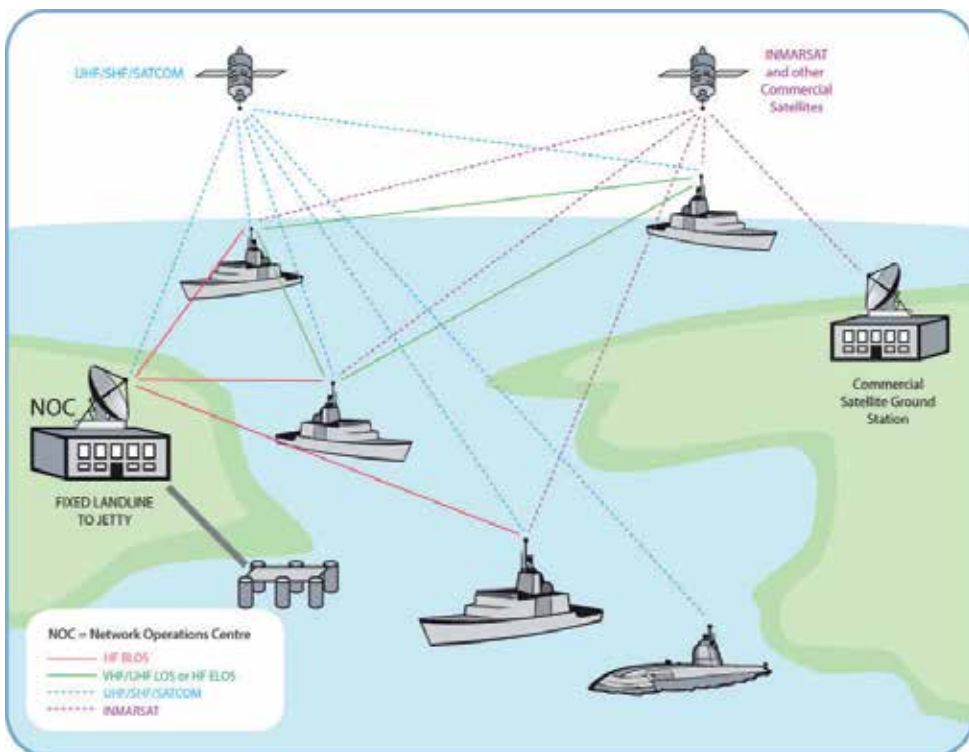 UHF/SHF/SATCOM
INMARSAT
and other
Commercial
Satellites
NOC
FIXED LANDLINE
TO JETTY
Commercial
Satellite Ground
Station
NOC = Network Operations Centre
HF BLOS
VHF/UHF LOS or HF ELOS
UHF/SHF/SATCOM
INMARSAT